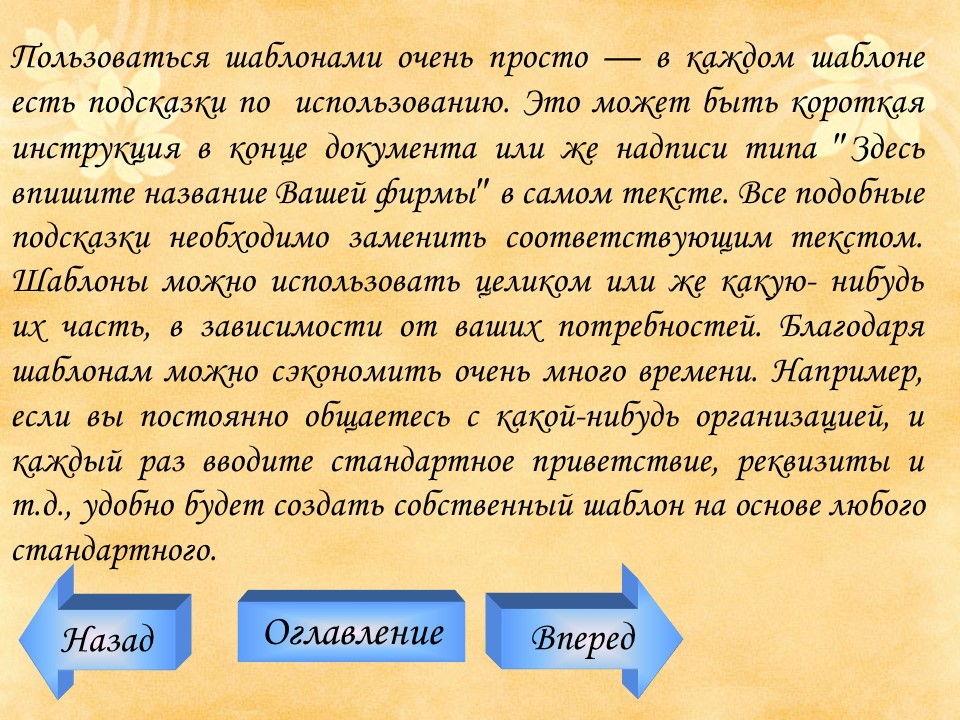 Пользоваться шаблонами очень просто — в каждом шаблоне
есть подсказки по использованию. Это может быть короткая
инструкция в конце документа или же надписи типа "Здесь
впишите название Вашей фирмы" в самом тексте. Все подобные
подсказки необходимо заменить соответствующим текстом.
Шаблоны можно использовать целиком или же какую- нибудь
их часть, в зависимости от ваших потребностей. Благодаря
шаблонам можно сэкономить очень много времени. Например,
если вы постоянно общаетесь с какой-нибудь организацией, и
каждый раз вводите стандартное приветствие, реквизиты и
т.д., удобно будет создать собственный шаблон на основе любого
стандартного.
Назад
Оглавление
Вперед